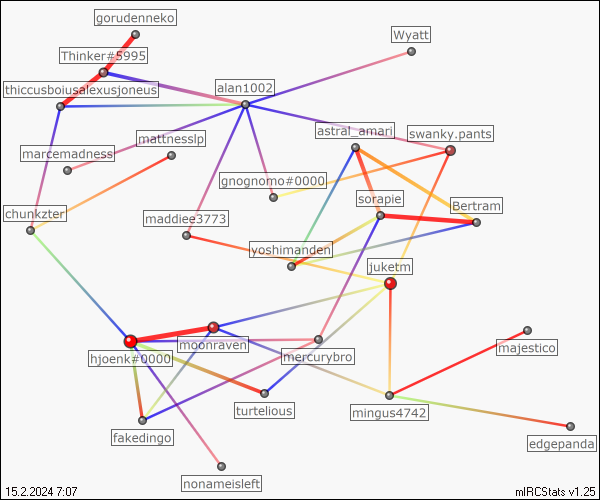 gorudenneko
Wyatt
Thinker#5995
thiccusboiusalexusjoneus
alan1002
astral_amari
swanky.pants
mattnesslp
marcemadness
gnognomo#0000
sorapie
Bertram
chunkzter
maddiee3773
yoshimanden
juketm
moonraven
hjoenk#0000
mercurybro
majestico
turtelious
mingus4742
fakedingo
edgepanda
nonameisleft
15.2.2024 7:07
mIRCStats v1.25